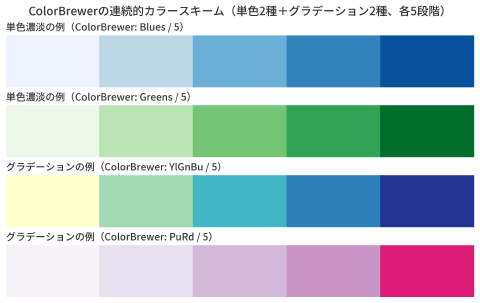 ColorBrewerの連続的カラースキーム（単色2種＋グラデーション2種、各5段階）
単色濃淡の例（ColorBrewer: Blues / 5）
単色濃淡の例（ColorBrewer: Greens / 5）
グラデーションの例（ColorBrewer: YlGnBu / 5）
グラデーションの例（ColorBrewer: PuRd / 5）